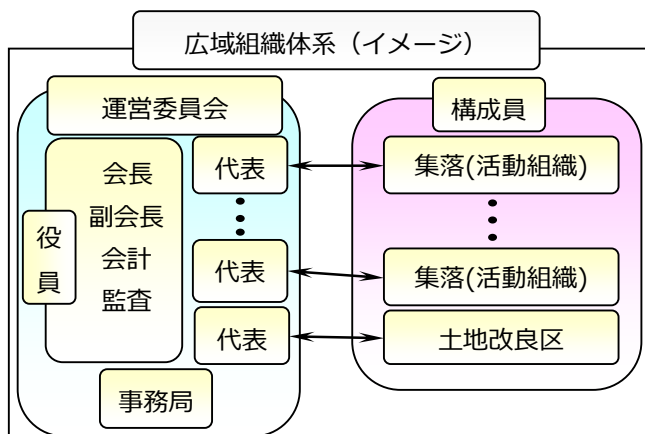 広域組織体系（イメージ）
運営委員会
役員
会長
副会長
会計
監査
代表
代表
代表
事務局
構成員
集落(活動組織)
集落(活動組織)
土地改良区